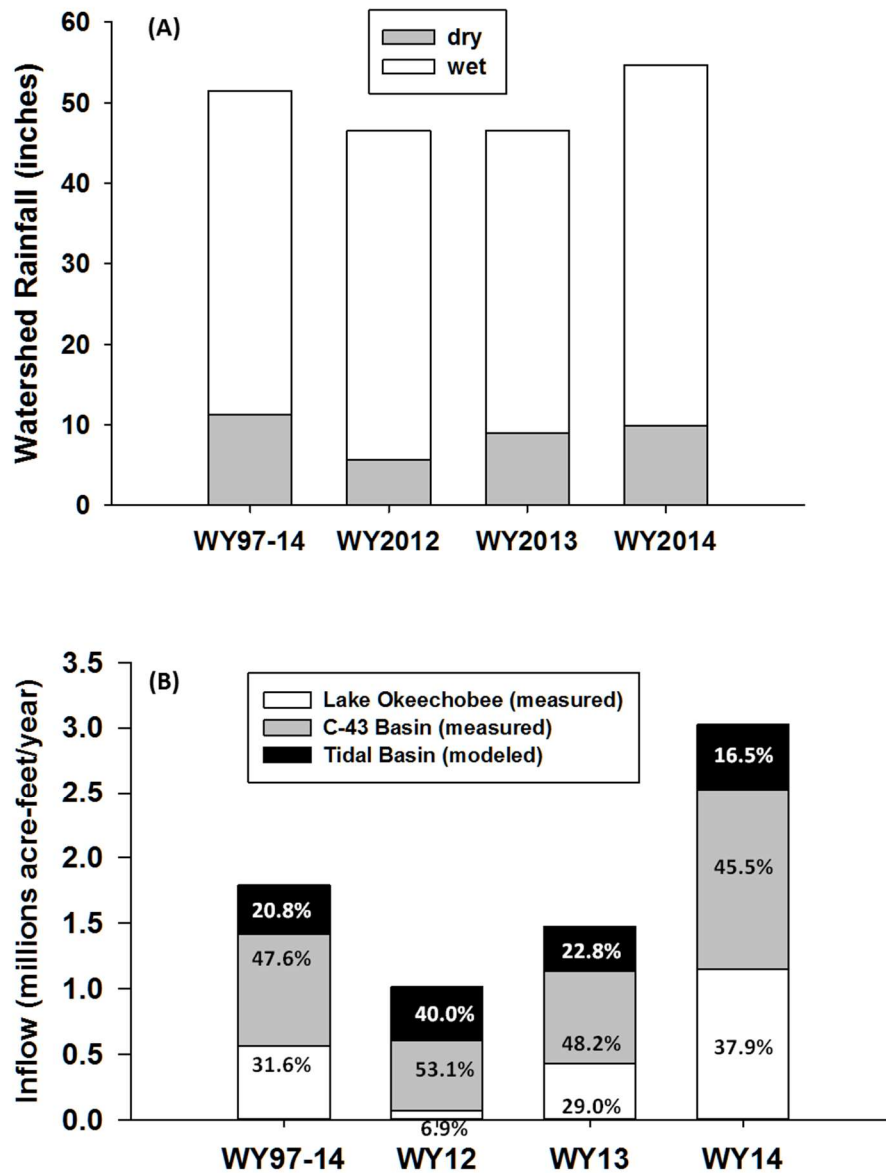 (A)
dry
wet
Watershed Rainfall (inches)
60
50
40
30
20
10
0
WY97-14 WY2012 WY2013 WY2014
(B)
Lake Okeechobee (measured)
C-43 Basin (measured)
Tidal Basin (modeled)
Inflow (millions acre-feet/year)
3.5
3.0
2.5
2.0
1.5
1.0
0.5
0.0
20.8%
47.6%
31.6%
40.0%
53.1%
6.9%
22.8%
48.2%
29.0%
16.5%
45.5%
37.9%
WY97-14 WY12 WY13 WY14